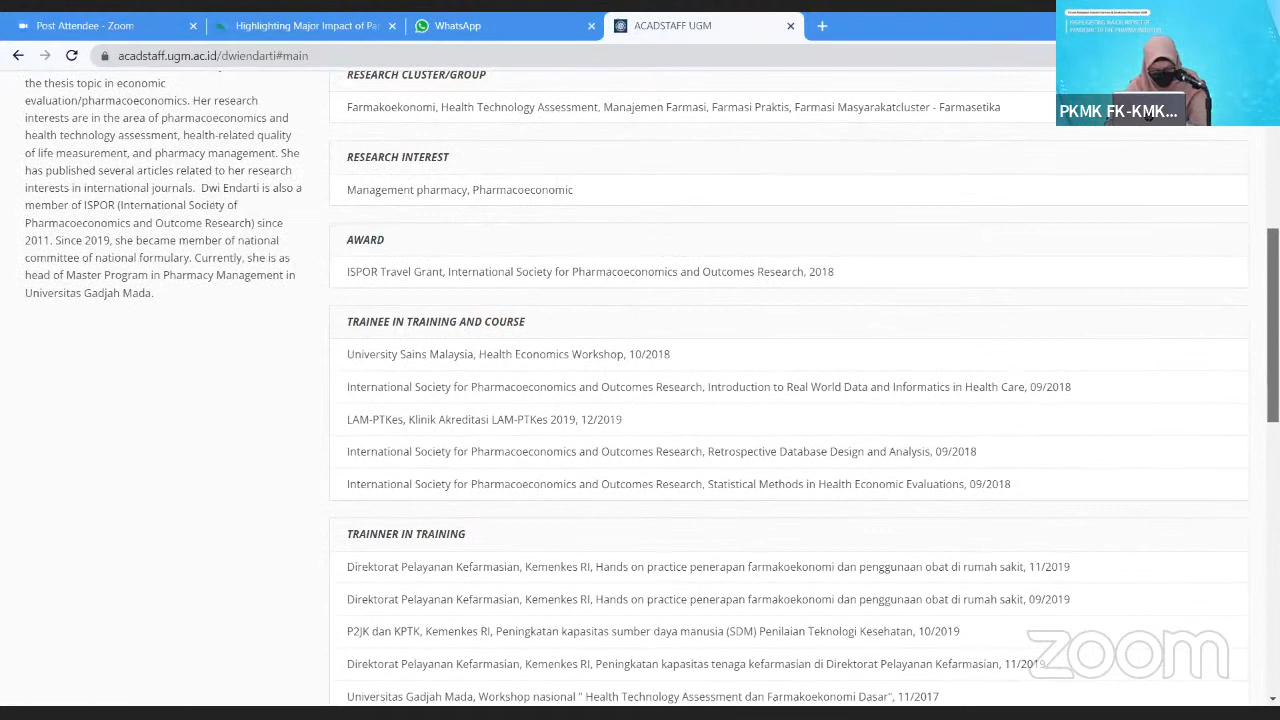 Post Attendee - Zoom
Highlighting Major Impact of Pa
WhatsApp
ACADSTAFF UGM
acadstaff.ugm.ac.id/dwiendarti#main
HIGHLIGHTING MAJOR IMPACT OF
PANDEMIC TO THE PHARMA INDUSTRY
PKMK FK-KMK...
the thesis topic in economic
evaluation/pharmacoeconomics. Her research
interests are in the area of pharmacoeconomics and
health technology assessment, health-related quality
of life measurement, and pharmacy management. She
has published several articles related to her research
interests in international journals. Dwi Endarti is also a
member of ISPOR (International Society of
Pharmacoeconomics and Outcome Research) since
2011. Since 2019, she became member of national
committee of national formulary. Currently, she is as
head of Master Program in Pharmacy Management in
Universitas Gadjah Mada.
RESEARCH CLUSTER/GROUP
Farmakoekonomi, Health Technology Assessment, Manajemen Farmasi, Farmasi Praktis, Farmasi Masyarakatcluster - Farmasetika
RESEARCH INTEREST
Management pharmacy, Pharmacoeconomic
AWARD
ISPOR Travel Grant, International Society for Pharmacoeconomics and Outcomes Research, 2018
TRAINEE IN TRAINING AND COURSE
University Sains Malaysia, Health Economics Workshop, 10/2018
International Society for Pharmacoeconomics and Outcomes Research, Introduction to Real World Data and Informatics in Health Care, 09/2018
LAM-PTKes, Klinik Akreditasi LAM-PTKes 2019, 12/2019
International Society for Pharmacoeconomics and Outcomes Research, Retrospective Database Design and Analysis, 09/2018
International Society for Pharmacoeconomics and Outcomes Research, Statistical Methods in Health Economic Evaluations, 09/2018
TRAINNER IN TRAINING
Direktorat Pelayanan Kefarmasian, Kemenkes RI, Hands on practice penerapan farmakoekonomi dan penggunaan obat di rumah sakit, 11/2019
Direktorat Pelayanan Kefarmasian, Kemenkes RI, Hands on practice penerapan farmakoekonomi dan penggunaan obat di rumah sakit, 09/2019
P2JK dan KPTK, Kemenkes RI, Peningkatan kapasitas sumber daya manusia (SDM) Penilaian Teknologi Kesehatan, 10/2019
Direktorat Pelayanan Kefarmasian, Kemenkes RI, Peningkatan kapasitas tenaga kefarmasian di Direktorat Pelayanan Kefarmasian, 11/2019
Universitas Gadjah Mada, Workshop nasional " Health Technology Assessment dan Farmakoekonomi Dasar", 11/2017
zoom